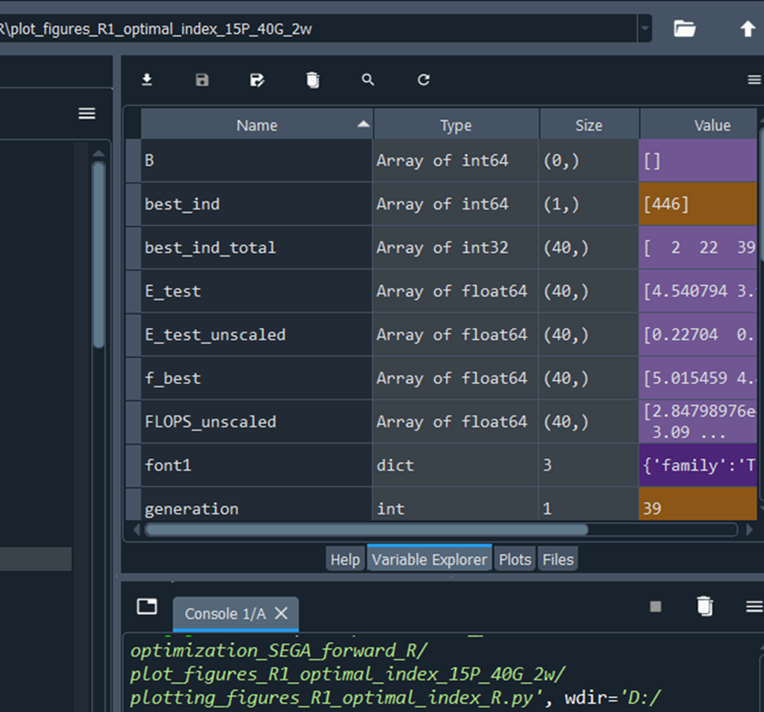 R\plot_figures_R1_optimal_index_15P_40G_2w
Name Type Size Value
B Array of int64 (0,) []
best_ind Array of int64 (1,) [446]
best_ind_total Array of int32 (40,) [ 2 22 39
E_test Array of float64 (40,) [4.540794 3.
E_test_unscaled Array of float64 (40,) [0.22704 0.
f_best Array of float64 (40,) [5.015459 4.
FLOPS_unscaled Array of float64 (40,) [2.84798976e
3.09 ...
font1 dict 3 {'family':'T
generation int 1 39
Help Variable Explorer Plots Files
Console 1/A
optimization_SEGA_forward_R/
plot_figures_R1_optimal_index_15P_40G_2w/
plotting_figures_R1_optimal_index_R.py', wdir='D:/